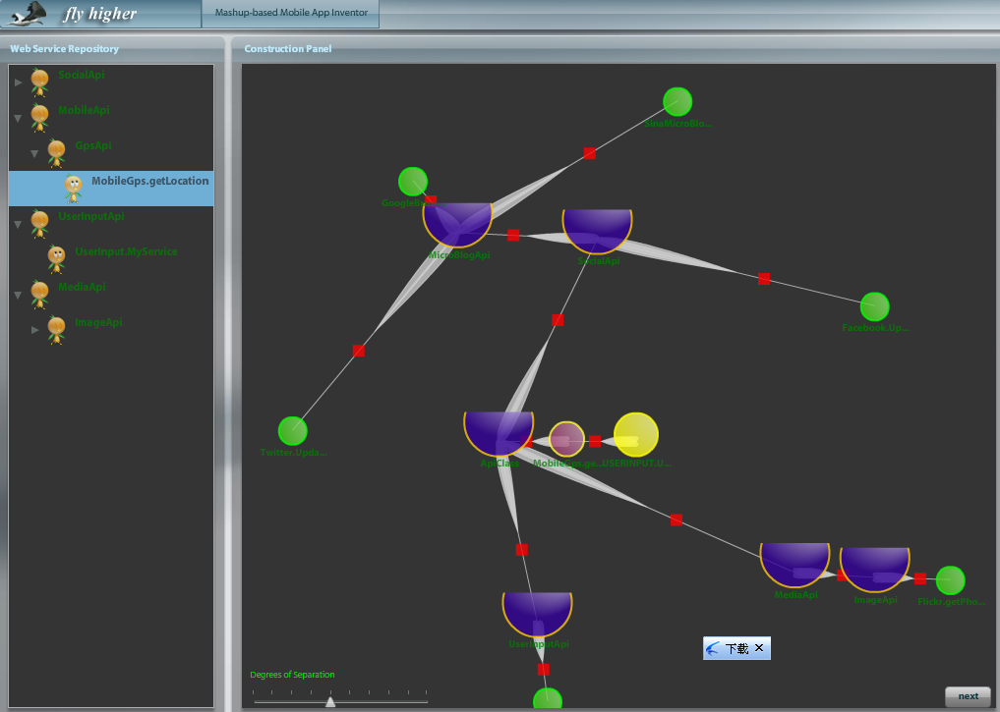 fly higher
Mashup-based Mobile App Inventor
Web Service Repository
Construction Panel
SocialApi
MobileApi
GpsApi
MobileGps.getLocation
UserInputApi
UserInput.MyService
MediaApi
ImageApi
SinaMicroBlo...
MicroBlogApi
SocialApi
Facebook.Up...
Twitter.Upda...
ApiClass
MobileGps.ge...
USERINPUT.U...
MediaApi
ImageApi
Flickr.getPho...
UserInputApi
下载 ×
Degrees of Separation
next